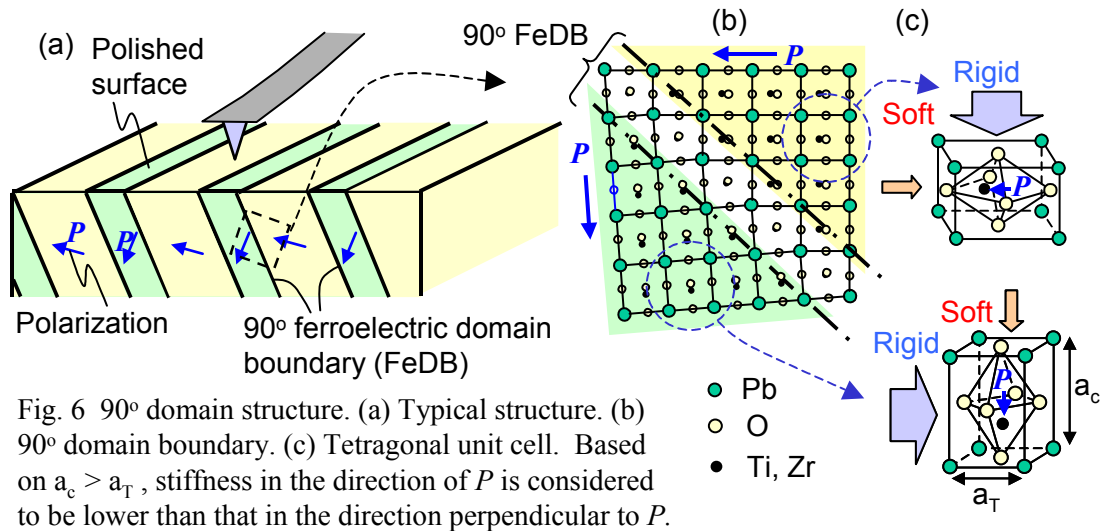 (a)
Polished
surface
P
P
Polarization
90° ferroelectric domain
boundary (FeDB)
(b)
90° FeDB
P
P
Pb
O
Ti, Zr
(c)
Rigid
Soft
P
Soft
Rigid
P
a_c
a_T
Fig. 6 90° domain structure. (a) Typical structure. (b)
90° domain boundary. (c) Tetragonal unit cell. Based
on a_c > a_T , stiffness in the direction of P is considered
to be lower than that in the direction perpendicular to P.